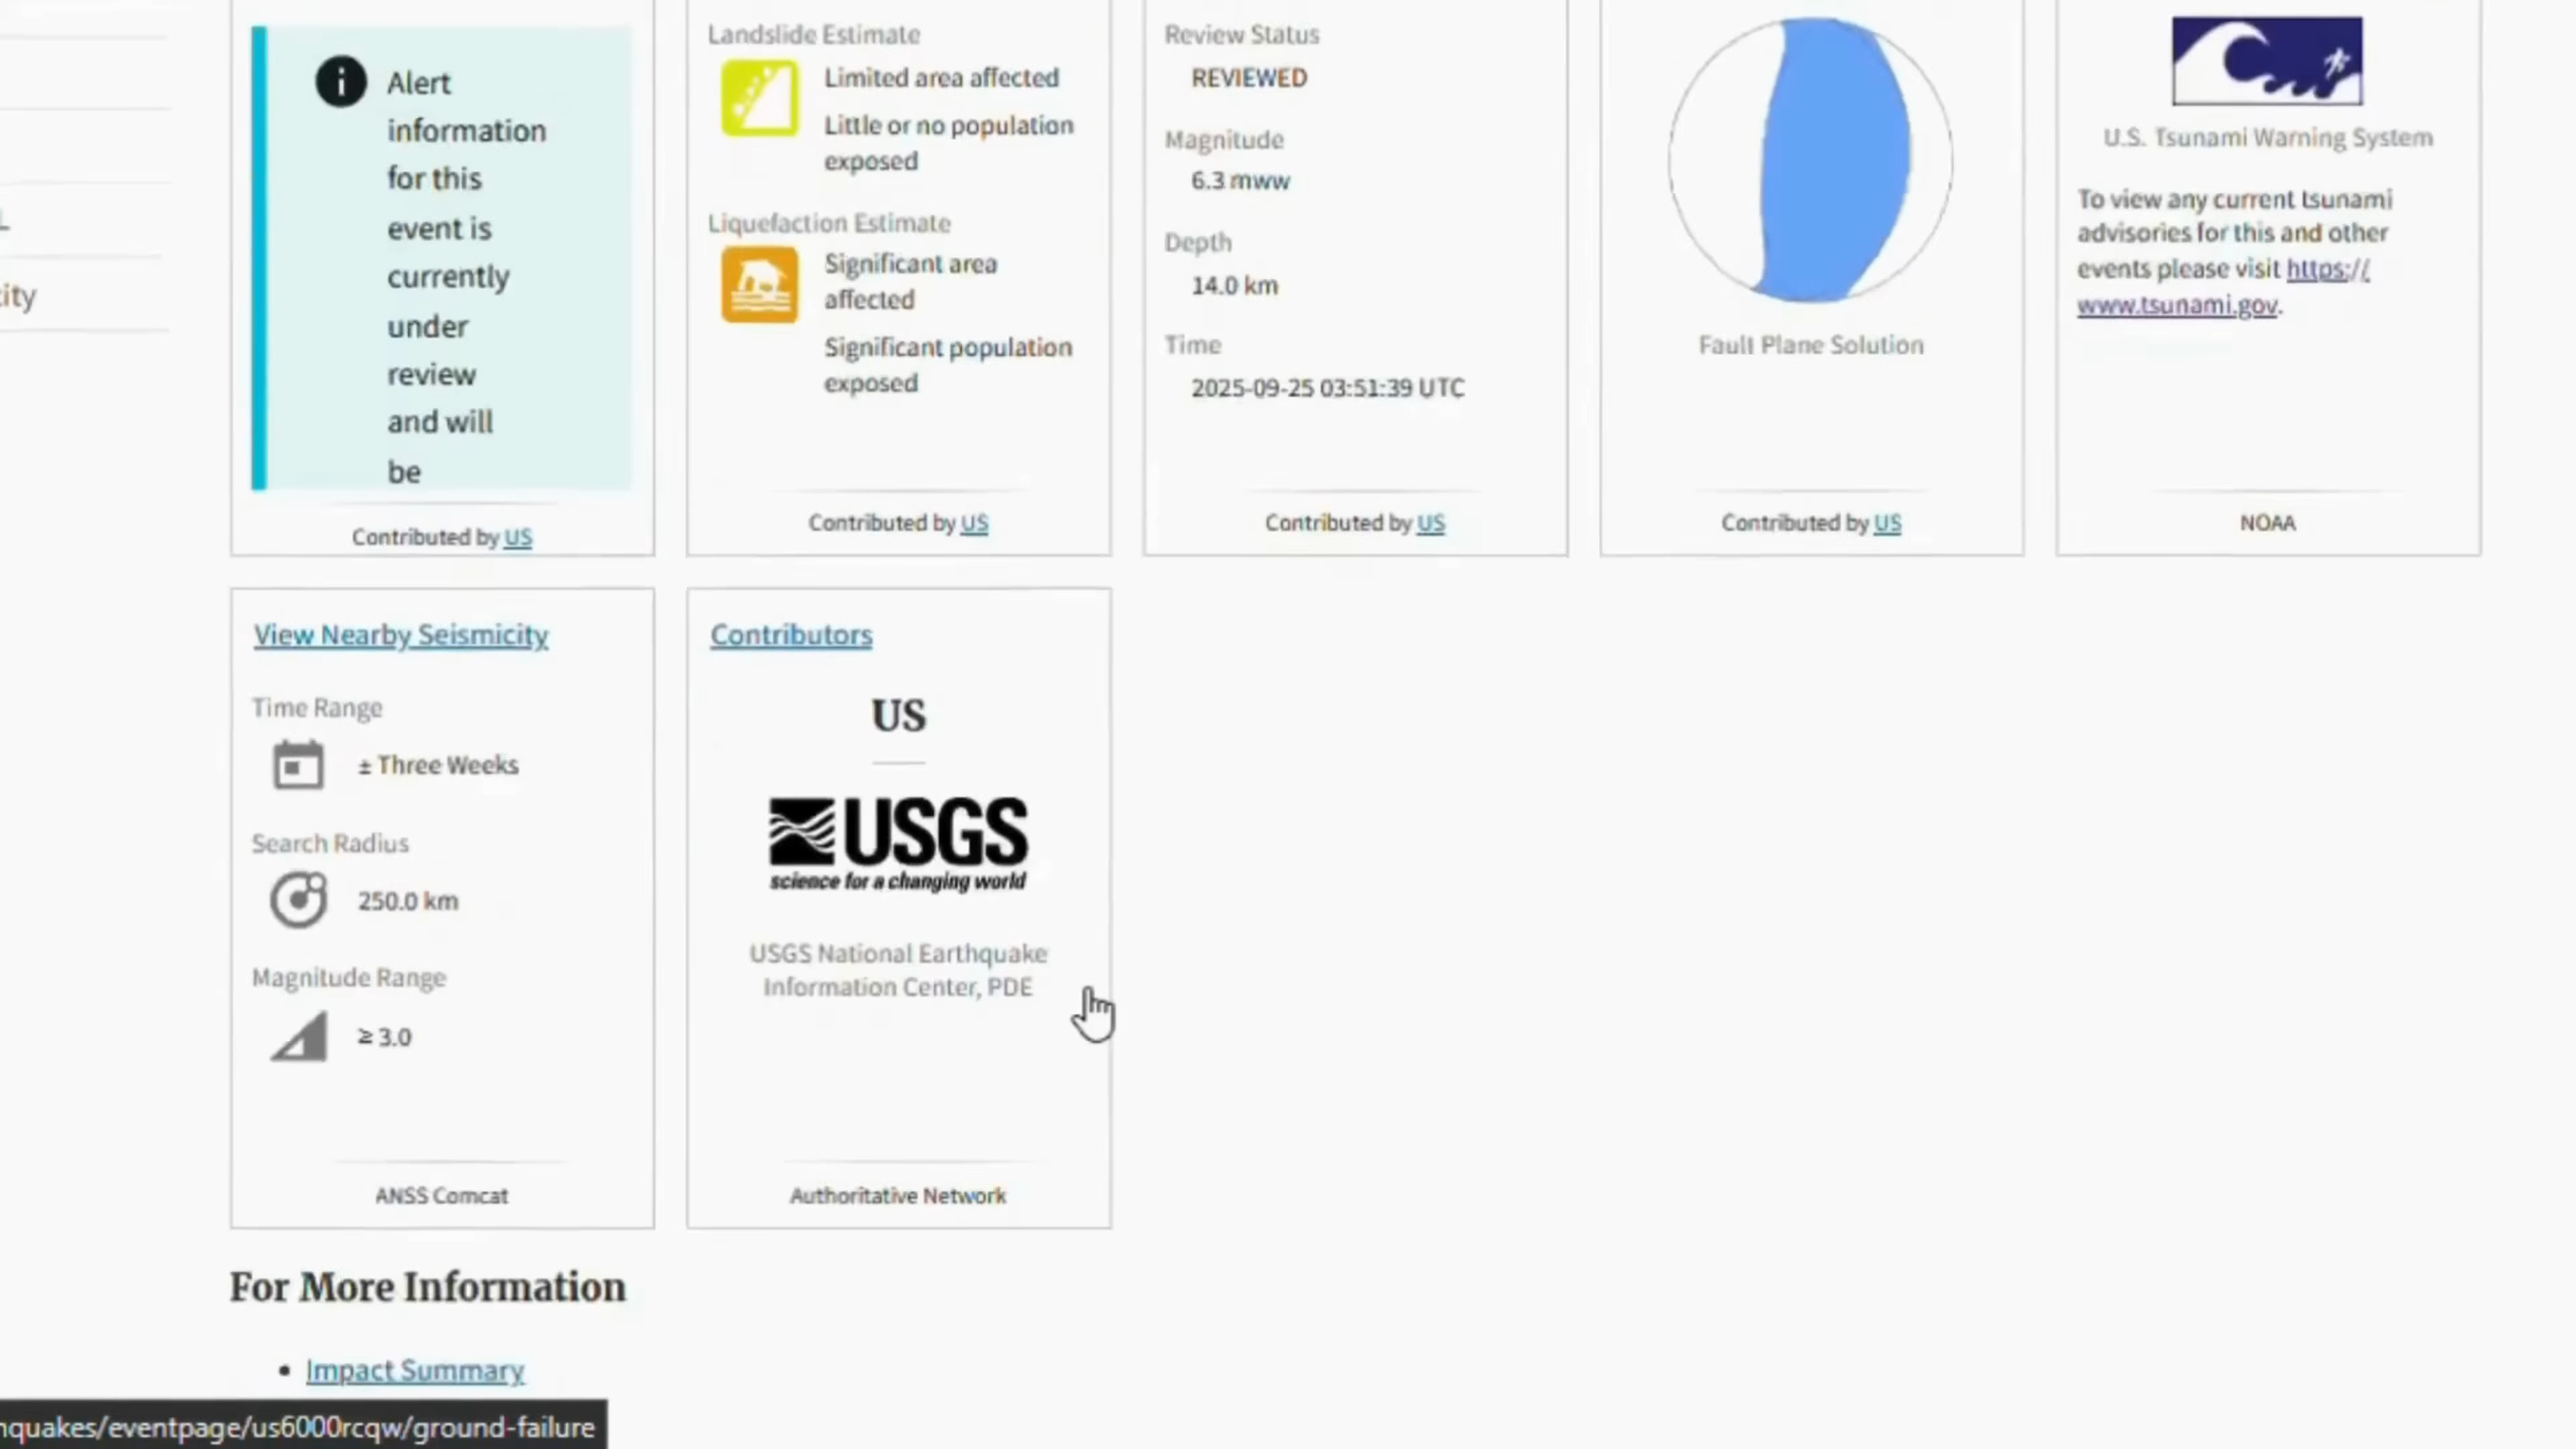 Alert
information
for this
event is
currently
under
review
and will
be
Contributed by US
Landslide Estimate
Limited area affected
Little or no population
exposed
Liquefaction Estimate
Significant area
affected
Significant population
exposed
Contributed by US
Review Status
REVIEWED
Magnitude
6.3 mww
Depth
14.0 km
Time
2025-09-25 03:51:39 UTC
Contributed by US
Fault Plane Solution
Contributed by US
U.S. Tsunami Warning System
To view any current tsunami
advisories for this and other
events please visit https://
www.tsunami.gov.
NOAA
View Nearby Seismicity
Time Range
± Three Weeks
Search Radius
250.0 km
Magnitude Range
≥ 3.0
ANSS Comcat
Contributors
US
USGS
science for a changing world
USGS National Earthquake
Information Center, PDE
Authoritative Network
For More Information
• Impact Summary
quakes/eventpage/us6000rcqw/ground-failure